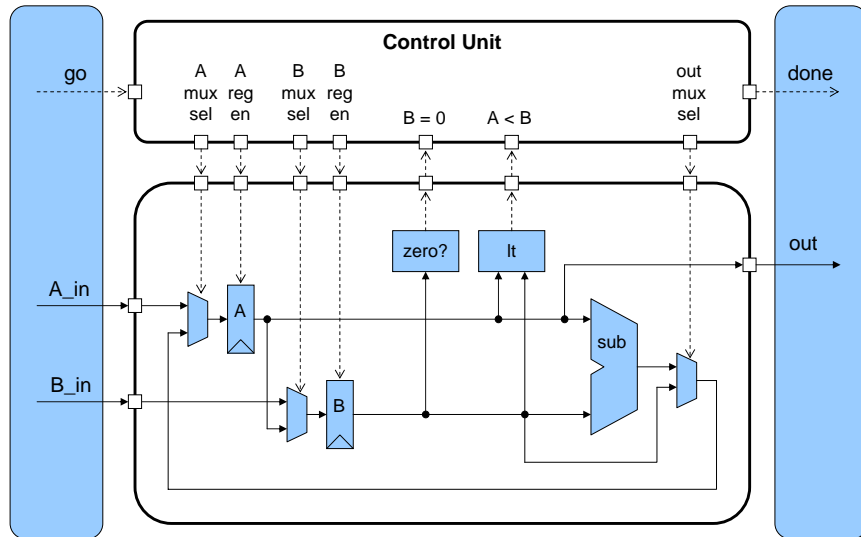 Control Unit
go
A
mux
sel
A
reg
en
B
mux
sel
B
reg
en
B = 0
A < B
out
mux
sel
done
zero?
lt
out
A_in
A
sub
B_in
B